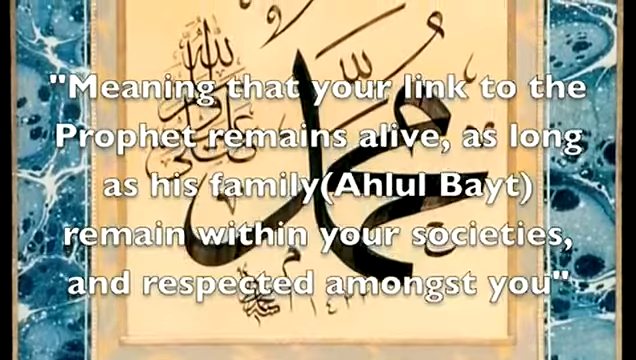 "Meaning that your link to the
Prophet remains alive, as long
as his family(Ahlul Bayt)
remain within your societies,
and respected amongst you"
محمد